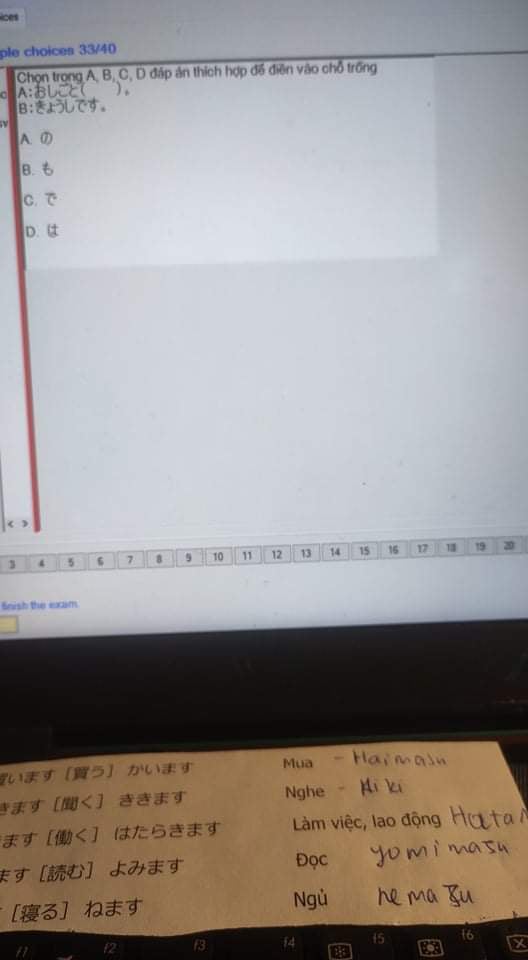 ices
ple choices 33/40
Chọn trong A, B, C, D đáp án thích hợp để điền vào chỗ trống
A:おしごと(　　)。
B:きょうしです。
A. の
B. も
C. で
D. は
< >
3 4 5 6 7 8 9 10 11 12 13 14 15 16 17 18 19 20
finish the exam.
います [買う] かいます Mua - Haimasu
きます [聞く] ききます Nghe - Kiki
ます [働く] はたらきます Làm việc, lao động Hata
ます [読む] よみます Đọc yomimasu
[寝る] ねます Ngủ nemasu
f1 f2 f3 f4 f5 f6